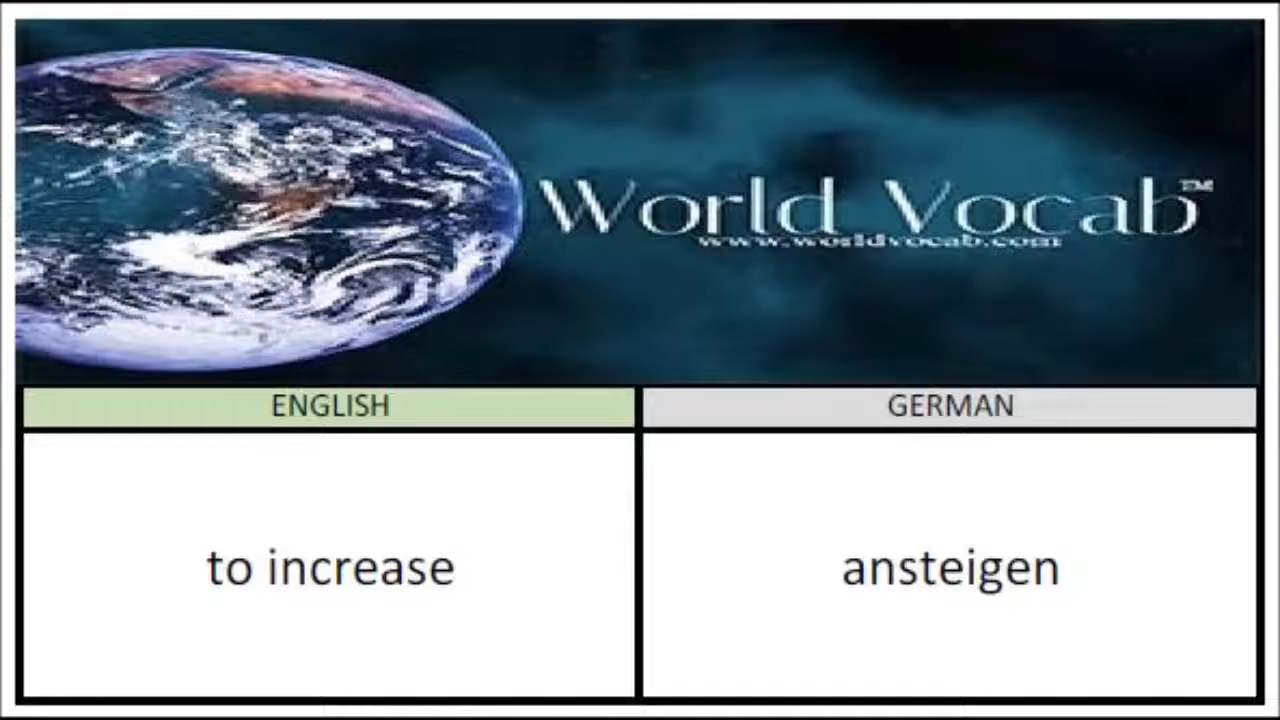 World Vocab™
www.worldvocab.com
ENGLISH
GERMAN
to increase
ansteigen